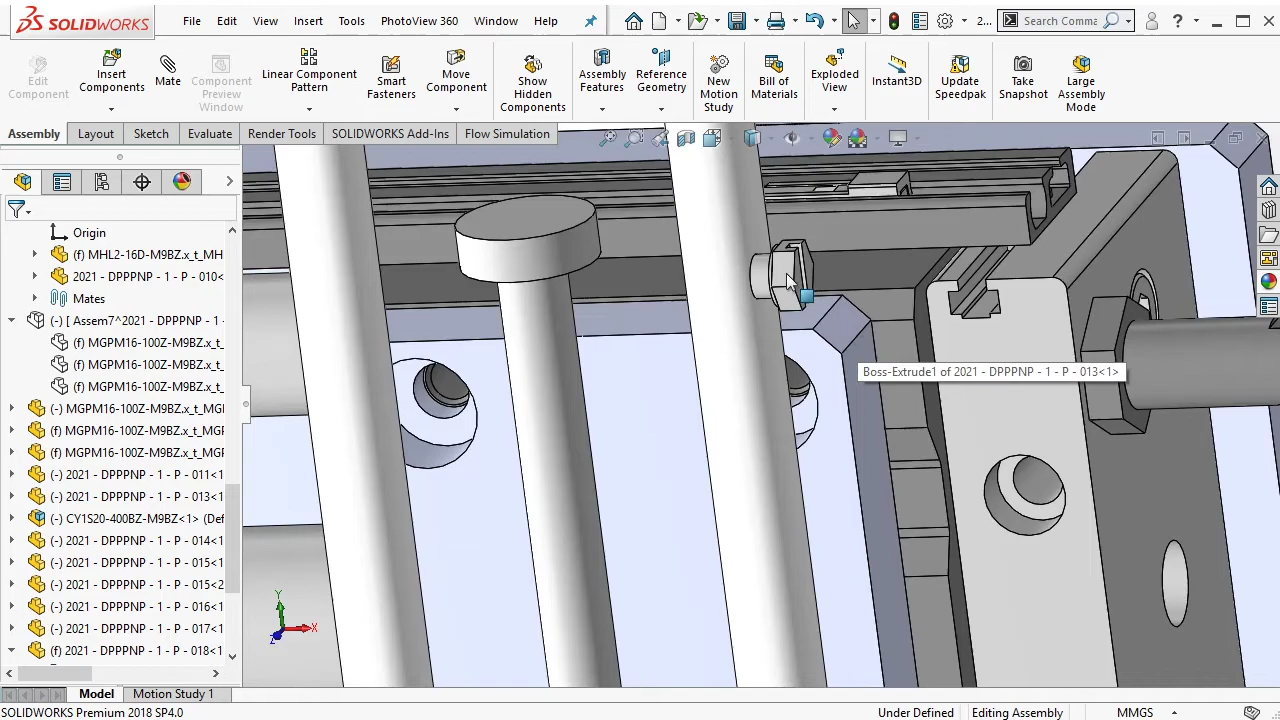 SOLIDWORKS
File Edit View Insert Tools PhotoView 360 Window Help
2...
Search Comma
?
Edit Component
Insert Components
Mate
Component Preview Window
Linear Component Pattern
Smart Fasteners
Move Component
Show Hidden Components
Assembly Features
Reference Geometry
New Motion Study
Bill of Materials
Exploded View
Instant3D
Update Speedpak
Take Snapshot
Large Assembly Mode
Assembly Layout Sketch Evaluate Render Tools SOLIDWORKS Add-Ins Flow Simulation
Origin
(f) MHL2-16D-M9BZ.x_t_MH
2021 - DPPPNP - 1 - P - 010<
Mates
(-) [ Assem7^2021 - DPPPNP - 1 -
(f) MGPM16-100Z-M9BZ.x_t_
(f) MGPM16-100Z-M9BZ.x_t_
(f) MGPM16-100Z-M9BZ.x_t_
(-) MGPM16-100Z-M9BZ.x_t_MGI
(f) MGPM16-100Z-M9BZ.x_t_MGI
(f) MGPM16-100Z-M9BZ.x_t_MGI
(-) 2021 - DPPPNP - 1 - P - 011<1
(-) 2021 - DPPPNP - 1 - P - 013<1
(-) CY1S20-400BZ-M9BZ<1> (Def
(-) 2021 - DPPPNP - 1 - P - 014<1
(-) 2021 - DPPPNP - 1 - P - 015<1
(-) 2021 - DPPPNP - 1 - P - 015<2
(-) 2021 - DPPPNP - 1 - P - 016<1
(-) 2021 - DPPPNP - 1 - P - 017<1
(f) 2021 - DPPPNP - 1 - P - 018<1
Boss-Extrude1 of 2021 - DPPPNP - 1 - P - 013<1>
Y
X
Z
Model Motion Study 1
SOLIDWORKS Premium 2018 SP4.0
Under Defined Editing Assembly MMGS